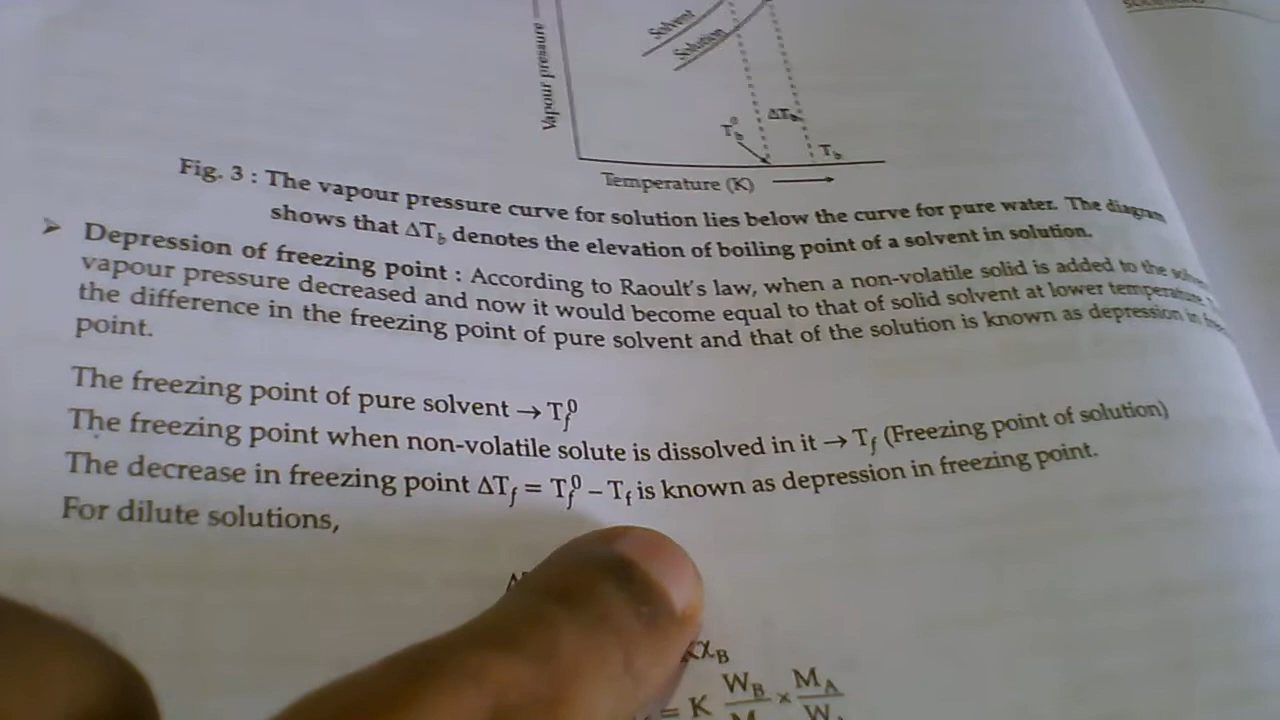 Vapour pressure
Solvent
Solution
T_b^0
ΔT_b
T_b
Temperature (K) →
Fig. 3 : The vapour pressure curve for solution lies below the curve for pure water. The diagram
shows that ΔT_b denotes the elevation of boiling point of a solvent in solution.
➤ Depression of freezing point : According to Raoult's law, when a non-volatile solid is added to the
vapour pressure decreased and now it would become equal to that of solid solvent at lower temperature.
the difference in the freezing point of pure solvent and that of the solution is known as depression in
point.
The freezing point of pure solvent → T_f^0
The freezing point when non-volatile solute is dissolved in it → T_f (Freezing point of solution)
The decrease in freezing point ΔT_f = T_f^0 − T_f is known as depression in freezing point.
For dilute solutions,
χ_B
= K W_B × M_A